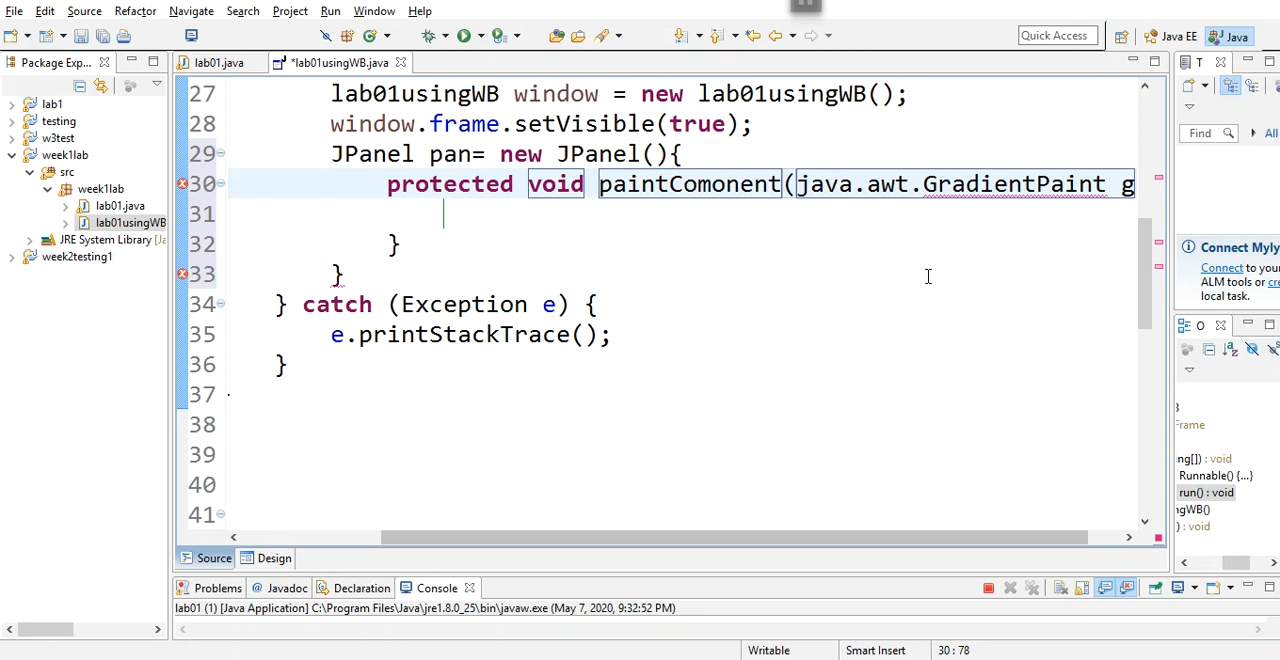 File Edit Source Refactor Navigate Search Project Run Window Help
Quick Access
Java EE
Java
Package Exp...
lab01.java
*lab01usingWB.java
T
lab1
testing
w3test
week1lab
src
week1lab
lab01.java
lab01usingWB
JRE System Library [Ja
week2testing1
27 lab01usingWB window = new lab01usingWB();
28 window.frame.setVisible(true);
29 JPanel pan= new JPanel(){
30 protected void paintComonent(java.awt.GradientPaint g
31
32 }
33 }
34 } catch (Exception e) {
35 e.printStackTrace();
36 }
37
38
39
40
41
Find
All
Connect Myly
Connect to your
ALM tools or cre
local task.
O
Frame
ng[]) : void
Runnable() {...}
run() : void
ngWB()
) : void
Source
Design
Problems
@ Javadoc
Declaration
Console
lab01 (1) [Java Application] C:\Program Files\Java\jre1.8.0_25\bin\javaw.exe (May 7, 2020, 9:32:52 PM)
Writable
Smart Insert
30 : 78